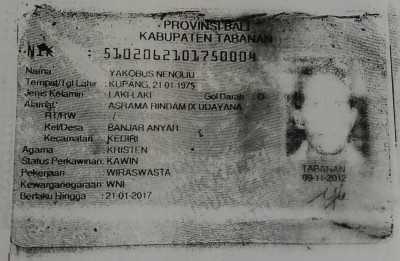 PROVINSI BALI
KABUPATEN TABANAN
NIK : 5102062101750004
Nama : YAKOBUS NENOLIU
Tempat/Tgl Lahir : KUPANG, 21-01-1975
Jenis Kelamin : LAKI-LAKI Gol Darah : O
Alamat : ASRAMA RINDAM IX UDAYANA
RT/RW : /
Kel/Desa : BANJAR ANYAR
Kecamatan : KEDIRI
Agama : KRISTEN
Status Perkawinan: KAWIN
Pekerjaan : WIRASWASTA
Kewarganegaraan: WNI
Berlaku Hingga : 21-01-2017
TABANAN
09-11-2012